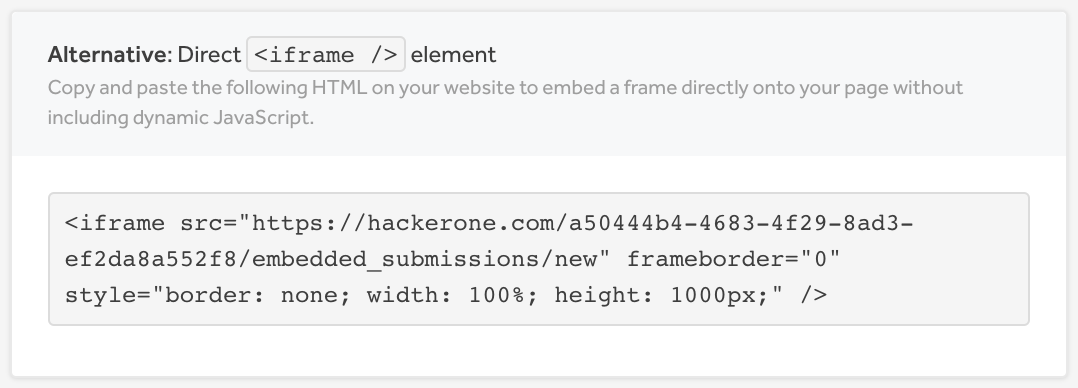 Alternative: Direct <iframe /> element
Copy and paste the following HTML on your website to embed a frame directly onto your page without
including dynamic JavaScript.
<iframe src="https://hackerone.com/a50444b4-4683-4f29-8ad3-
ef2da8a552f8/embedded_submissions/new" frameborder="0"
style="border: none; width: 100%; height: 1000px;" />